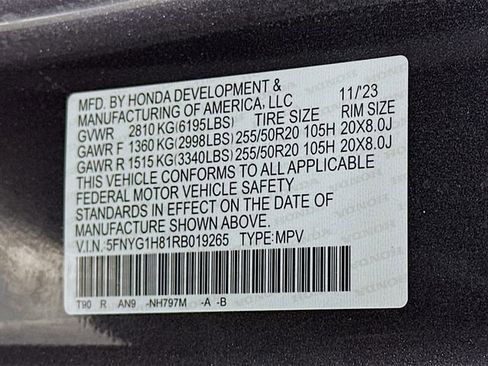 MFD. BY HONDA DEVELOPMENT & 11/23
MANUFACTURING OF AMERICA, LLC
GVWR 2810 KG(6195LBS) TIRE SIZE RIM SIZE
GAWR F 1360 KG(2998LBS) 255/50R20 105H 20X8.0J
GAWR R 1515 KG(3340LBS) 255/50R20 105H 20X8.0J
THIS VEHICLE CONFORMS TO ALL APPLICABLE
FEDERAL MOTOR VEHICLE SAFETY
STANDARDS IN EFFECT ON THE DATE OF
MANUFACTURE SHOWN ABOVE.
V.I.N. 5FNYG1H81RB019265 TYPE:MPV
T90 R AN9 -NH797M -A -B